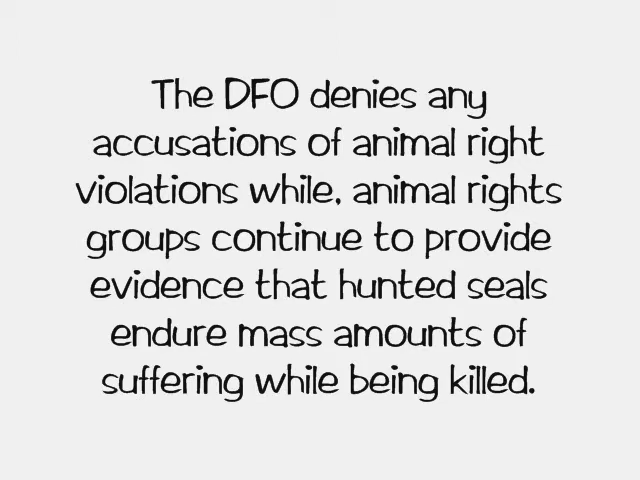 The DFO denies any
accusations of animal right
violations while, animal rights
groups continue to provide
evidence that hunted seals
endure mass amounts of
suffering while being killed.